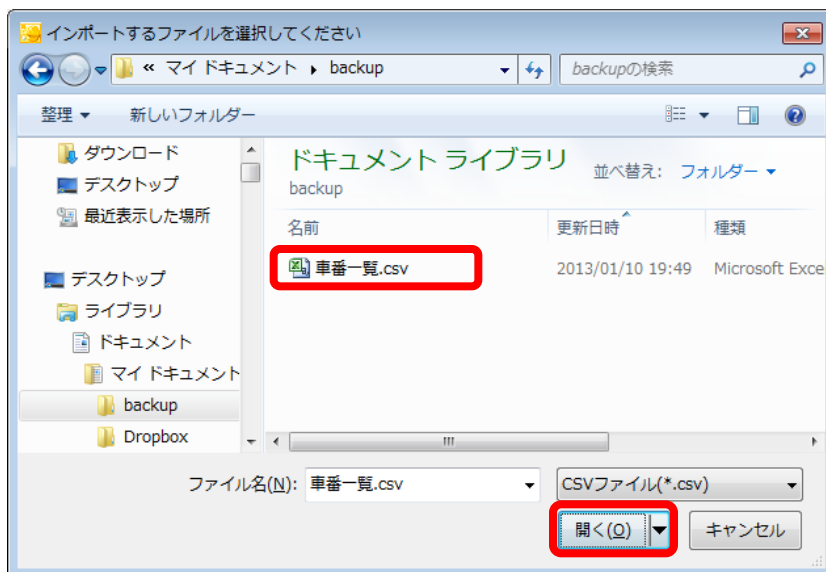 インポートするファイルを選択してください
« マイ ドキュメント ▸ backup
backupの検索
整理 ▼ 新しいフォルダー
ダウンロード
デスクトップ
最近表示した場所
デスクトップ
ライブラリ
ドキュメント
マイ ドキュメント
backup
Dropbox
ドキュメント ライブラリ
backup
並べ替え: フォルダー ▼
名前 更新日時 種類
車番一覧.csv 2013/01/10 19:49 Microsoft Exce
ファイル名(N): 車番一覧.csv CSVファイル(*.csv)
開く(O) キャンセル